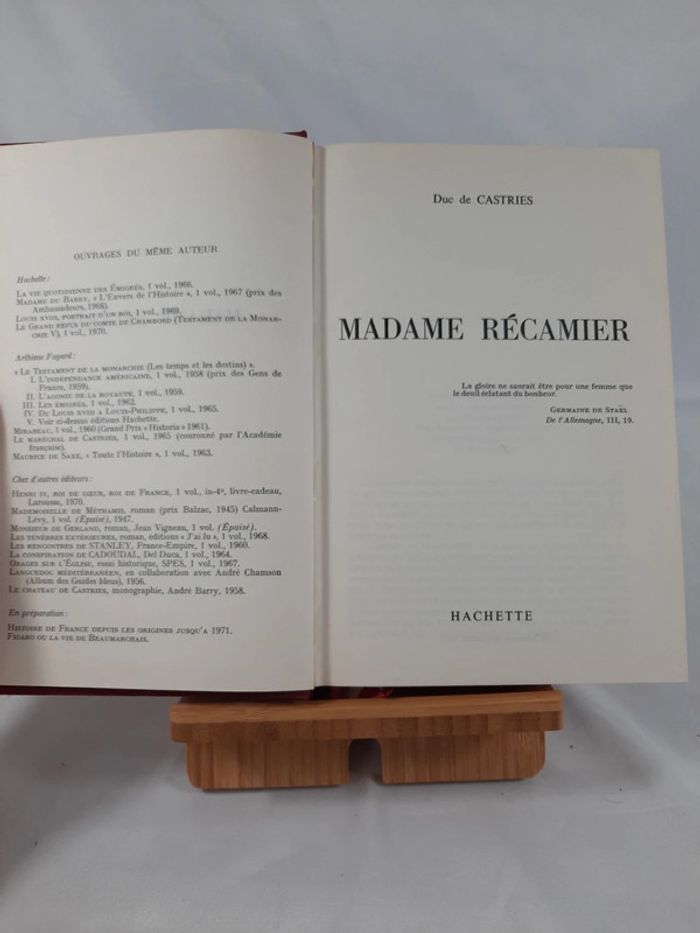 OUVRAGES DU MÊME AUTEUR
Hachette :
LA VIE QUOTIDIENNE DES ÉMIGRÉS, 1 vol., 1966.
MADAME DU BARRY, « L'Envers de l'Histoire », 1 vol., 1967 (prix des
Ambassadeurs, 1968).
LOUIS XVIII, PORTRAIT D'UN ROI, 1 vol., 1969.
LE GRAND REFUS DU COMTE DE CHAMBORD (TESTAMENT DE LA MONAR-
CHIE V), 1 vol., 1970.
Arthème Fayard :
« LE TESTAMENT DE LA MONARCHIE (Les temps et les destins) ».
I. L'INDÉPENDANCE AMÉRICAINE, 1 vol., 1958 (prix des Gens de
France, 1959).
II. L'AGONIE DE LA ROYAUTÉ, 1 vol., 1959.
III. LES ÉMIGRÉS, 1 vol., 1962.
IV. DE LOUIS XVIII A LOUIS-PHILIPPE, 1 vol., 1965.
V. Voir ci-dessus éditions Hachette.
MIRABEAU, 1 vol., 1960 (Grand Prix « Historia » 1961).
LE MARÉCHAL DE CASTRIES, 1 vol., 1965 (couronné par l'Académie
française).
MAURICE DE SAXE, « Toute l'Histoire », 1 vol., 1963.
Chez d'autres éditeurs :
HENRI IV, ROI DE CŒUR, ROI DE FRANCE, 1 vol., in-4º, livre-cadeau,
Larousse, 1970.
MADEMOISELLE DE MÉTHAMIS, roman (prix Balzac, 1945) Calmann-
Lévy, 1 vol. (Épuisé), 1947.
MONSIEUR DE GERLAND, roman, Jean Vigneau, 1 vol. (Épuisé).
LES TÉNÈBRES EXTÉRIEURES, roman, éditions « J'ai lu », 1 vol., 1968.
LES RENCONTRES DE STANLEY, France-Empire, 1 vol., 1960.
LA CONSPIRATION DE CADOUDAL, Del Duca, 1 vol., 1964.
ORAGES SUR L'ÉGLISE, essai historique, SPES, 1 vol., 1967.
LANGUEDOC MÉDITERRANÉEN, en collaboration avec André Chamson
(Album des Guides bleus), 1956.
LE CHATEAU DE CASTRIES, monographie, André Barry, 1958.
En préparation :
HISTOIRE DE FRANCE DEPUIS LES ORIGINES JUSQU'A 1971.
FIGARO OU LA VIE DE BEAUMARCHAIS.
Duc de CASTRIES
MADAME RÉCAMIER
La gloire ne saurait être pour une femme que
le deuil éclatant du bonheur.
GERMAINE DE STAËL
De l'Allemagne, III, 19.
HACHETTE